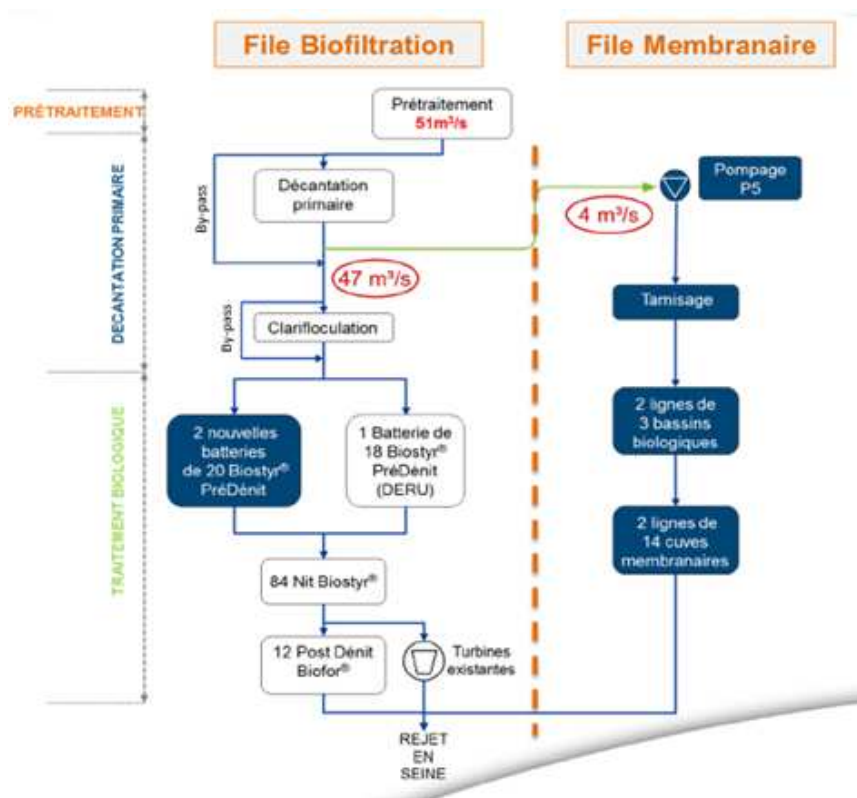 File Biofiltration
File Membranaire
PRÉTRAITEMENT
Prétraitement
51m³/s
DECANTATION PRIMAIRE
By-pass
Décantation
primaire
4 m³/s
Pompage
P5
47 m³/s
By-pass
Clarifloculation
Tamisage
TRAITEMENT BIOLOGIQUE
2 nouvelles
batteries
de 20 Biostyr®
PréDénit
1 Batterie de
18 Biostyr®
PréDénit
(DERU)
2 lignes de
3 bassins
biologiques
2 lignes de
14 cuves
membranaires
84 Nit Biostyr®
12 Post Dénit
Biofor®
Turbines
existantes
REJET
EN
SEINE